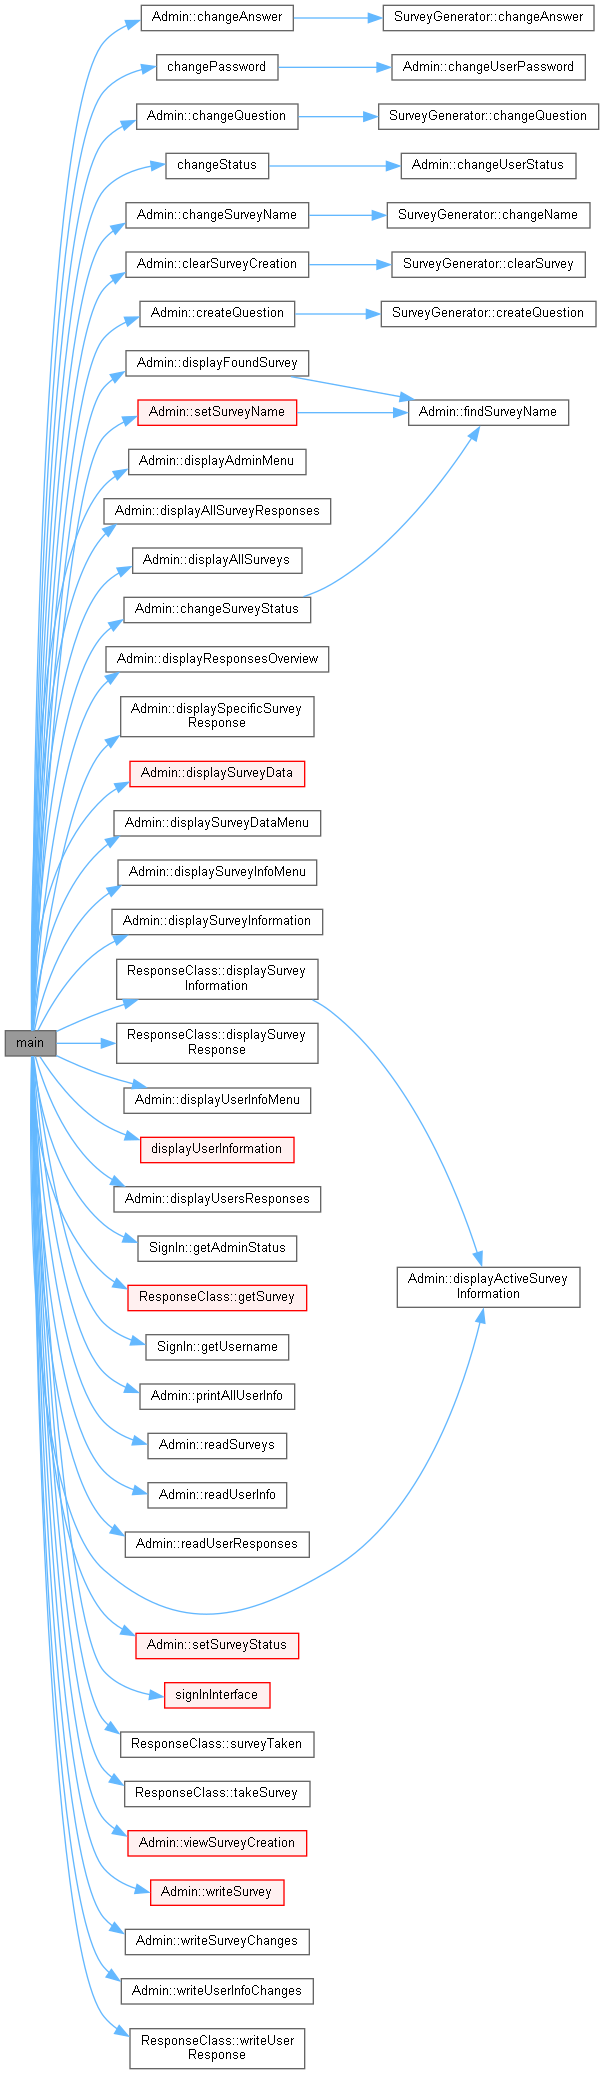 Admin::changeAnswer
SurveyGenerator::changeAnswer
changePassword
Admin::changeUserPassword
Admin::changeQuestion
SurveyGenerator::changeQuestion
changeStatus
Admin::changeUserStatus
Admin::changeSurveyName
SurveyGenerator::changeName
Admin::clearSurveyCreation
SurveyGenerator::clearSurvey
Admin::createQuestion
SurveyGenerator::createQuestion
Admin::displayFoundSurvey
Admin::setSurveyName
Admin::findSurveyName
Admin::displayAdminMenu
Admin::displayAllSurveyResponses
Admin::displayAllSurveys
Admin::changeSurveyStatus
Admin::displayResponsesOverview
Admin::displaySpecificSurvey
Response
Admin::displaySurveyData
Admin::displaySurveyDataMenu
Admin::displaySurveyInfoMenu
Admin::displaySurveyInformation
ResponseClass::displaySurvey
Information
main
ResponseClass::displaySurvey
Response
Admin::displayUserInfoMenu
displayUserInformation
Admin::displayUsersResponses
SignIn::getAdminStatus
Admin::displayActiveSurvey
Information
ResponseClass::getSurvey
SignIn::getUsername
Admin::printAllUserInfo
Admin::readSurveys
Admin::readUserInfo
Admin::readUserResponses
Admin::setSurveyStatus
signInInterface
ResponseClass::surveyTaken
ResponseClass::takeSurvey
Admin::viewSurveyCreation
Admin::writeSurvey
Admin::writeSurveyChanges
Admin::writeUserInfoChanges
ResponseClass::writeUser
Response